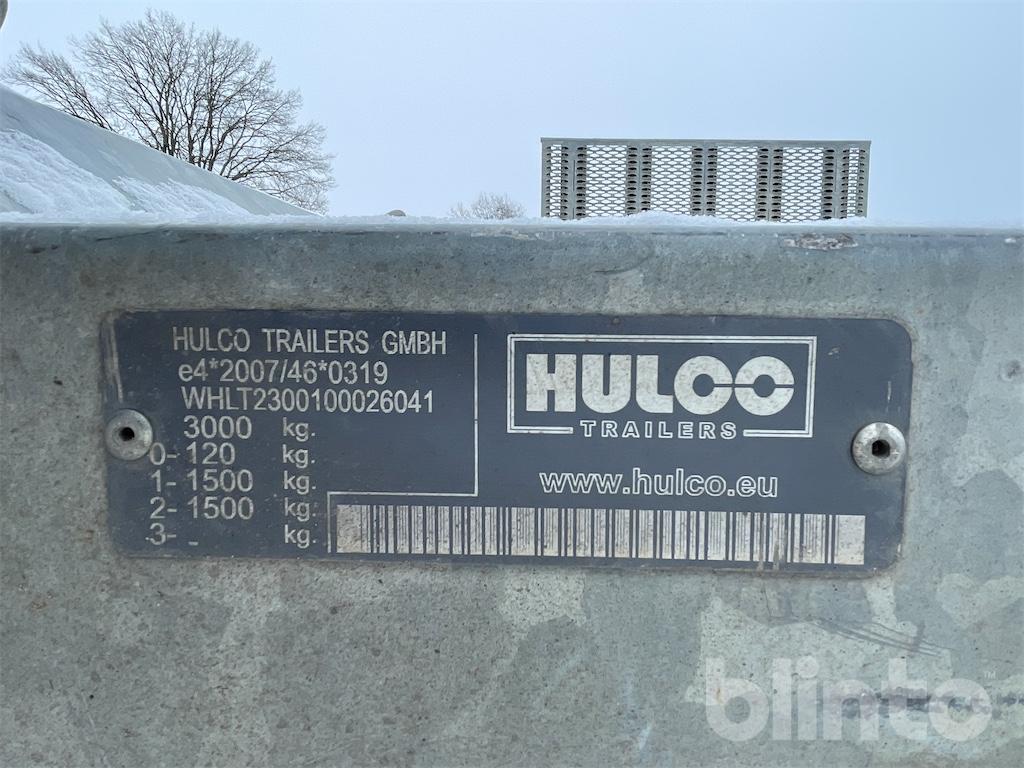 HULCO TRAILERS GMBH
e4*2007/46*0319
WHLT2300100026041
3000 kg.
0- 120 kg.
1- 1500 kg.
2- 1500 kg.
3- _ kg.
HULCO
TRAILERS
www.hulco.eu
blinto™